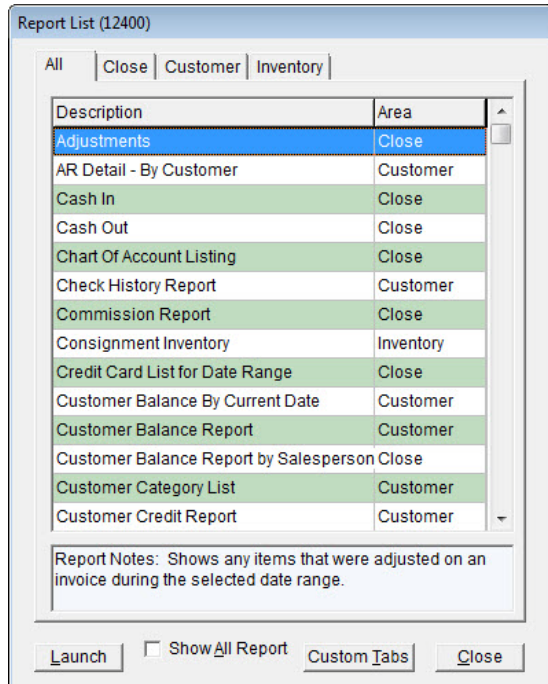 Report List (12400)
All Close Customer Inventory
Description Area
Adjustments Close
AR Detail - By Customer Customer
Cash In Close
Cash Out Close
Chart Of Account Listing Close
Check History Report Customer
Commission Report Close
Consignment Inventory Inventory
Credit Card List for Date Range Close
Customer Balance By Current Date Customer
Customer Balance Report Customer
Customer Balance Report by Salesperson Close
Customer Category List Customer
Customer Credit Report Customer
Report Notes: Shows any items that were adjusted on an
invoice during the selected date range.
Launch Show All Report Custom Tabs Close